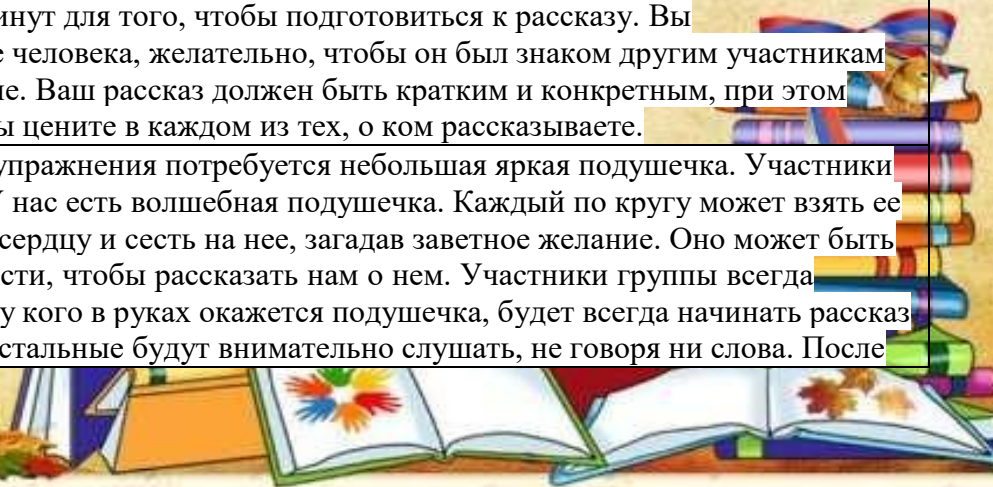 инут для того, чтобы подготовиться к рассказу. Вы
е человека, желательно, чтобы он был знаком другим участникам
не. Ваш рассказ должен быть кратким и конкретным, при этом
ы цените в каждом из тех, о ком рассказываете.
упражнения потребуется небольшая яркая подушечка. Участники
У нас есть волшебная подушечка. Каждый по кругу может взять ее
сердцу и сесть на нее, загадав заветное желание. Оно может быть
сти, чтобы рассказать нам о нем. Участники группы всегда
у кого в руках окажется подушечка, будет всегда начинать рассказ
стальные будут внимательно слушать, не говоря ни слова. После